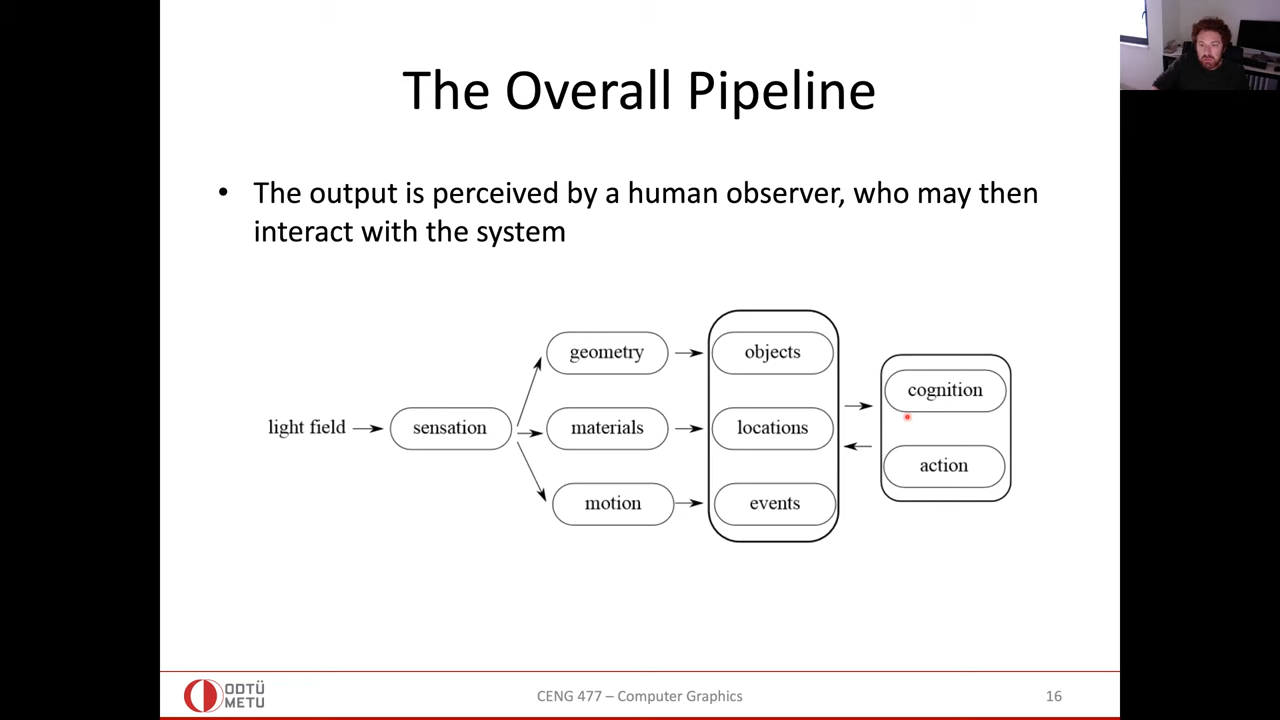 The Overall Pipeline
• The output is perceived by a human observer, who may then
interact with the system
light field
sensation
geometry
materials
motion
objects
locations
events
cognition
action
ODTÜ
METU
CENG 477 – Computer Graphics
16